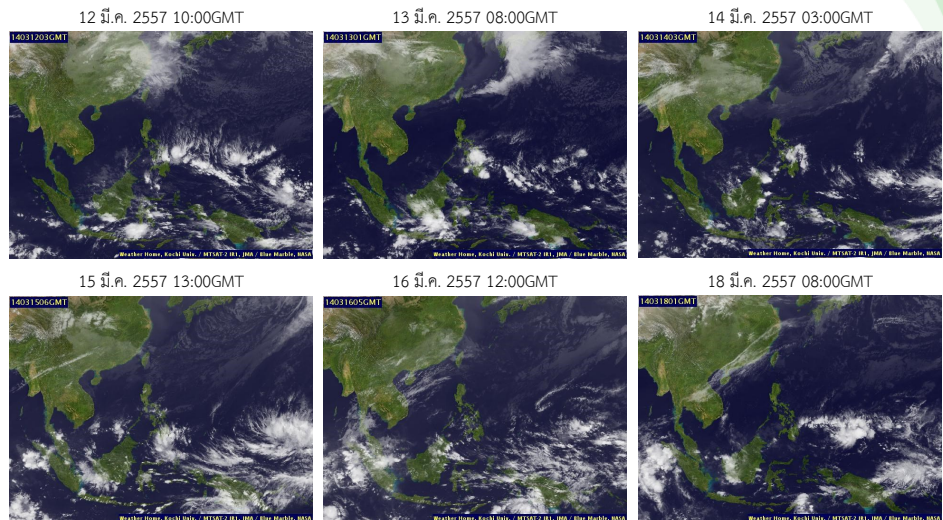 12 มี.ค. 2557 10:00GMT
13 มี.ค. 2557 08:00GMT
14 มี.ค. 2557 03:00GMT
14031203GMT
14031301GMT
14031403GMT
Weather Home, Kochi Univ. / MTSAT-2 IR1, JMA / Blue Marble, NASA
Weather Home, Kochi Univ. / MTSAT-2 IR1, JMA / Blue Marble, NASA
Weather Home, Kochi Univ. / MTSAT-2 IR1, JMA / Blue Marble, NASA
15 มี.ค. 2557 13:00GMT
16 มี.ค. 2557 12:00GMT
18 มี.ค. 2557 08:00GMT
14031506GMT
14031605GMT
14031801GMT
Weather Home, Kochi Univ. / MTSAT-2 IR1, JMA / Blue Marble, NASA
Weather Home, Kochi Univ. / MTSAT-2 IR1, JMA / Blue Marble, NASA
Weather Home, Kochi Univ. / MTSAT-2 IR1, JMA / Blue Marble, NASA